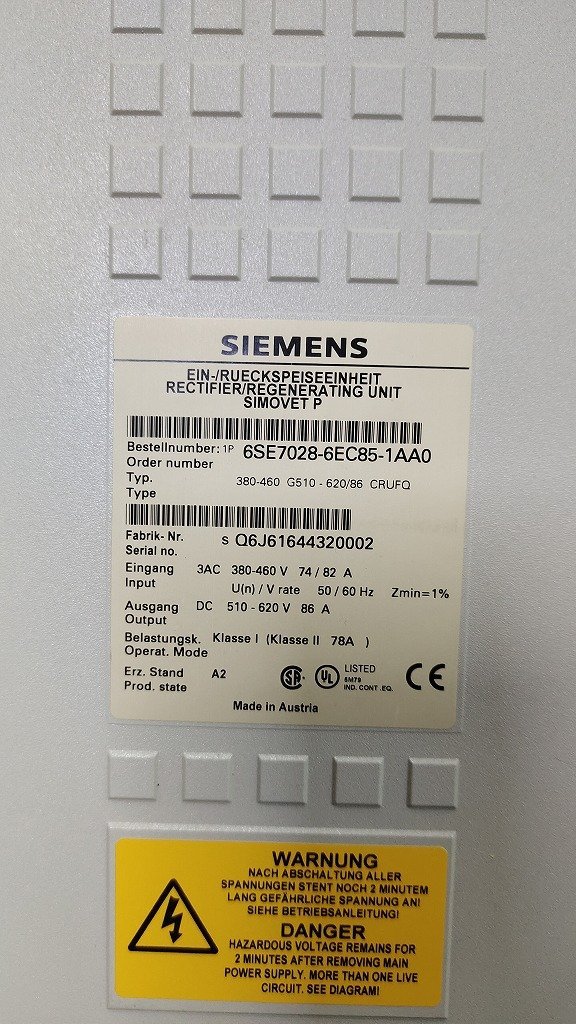 SIEMENS
EIN-/RUECKSPEISEEINHEIT
RECTIFIER/REGENERATING UNIT
SIMOVET P
Bestellnumber: 1P 6SE7028-6EC85-1AA0
Order number
Typ. 380-460 G510 - 620/86 CRUFQ
Type
Fabrik- Nr. S Q6J61644320002
Serial no.
Eingang 3AC 380-460 V 74 / 82 A
Input U(n) / V rate 50 / 60 Hz Zmin=1%
Ausgang DC 510 - 620 V 86 A
Output
Belastungsk. Klasse I (Klasse II 78A )
Operat. Mode
Erz. Stand A2
Prod. state
SA
UL LISTED
5M79
IND. CONT .EQ.
CE
Made in Austria
WARNUNG
NACH ABSCHALTUNG ALLER
SPANNUNGEN STENT NOCH 2 MINUTEM
LANG GEFÄHRLICHE SPANNUNG AN!
SIEHE BETRIEBSANLEITUNG!
DANGER
HAZARDOUS VOLTAGE REMAINS FOR
2 MINUTES AFTER REMOVING MAIN
POWER SUPPLY. MORE THAN ONE LIVE
CIRCUIT. SEE DIAGRAM!